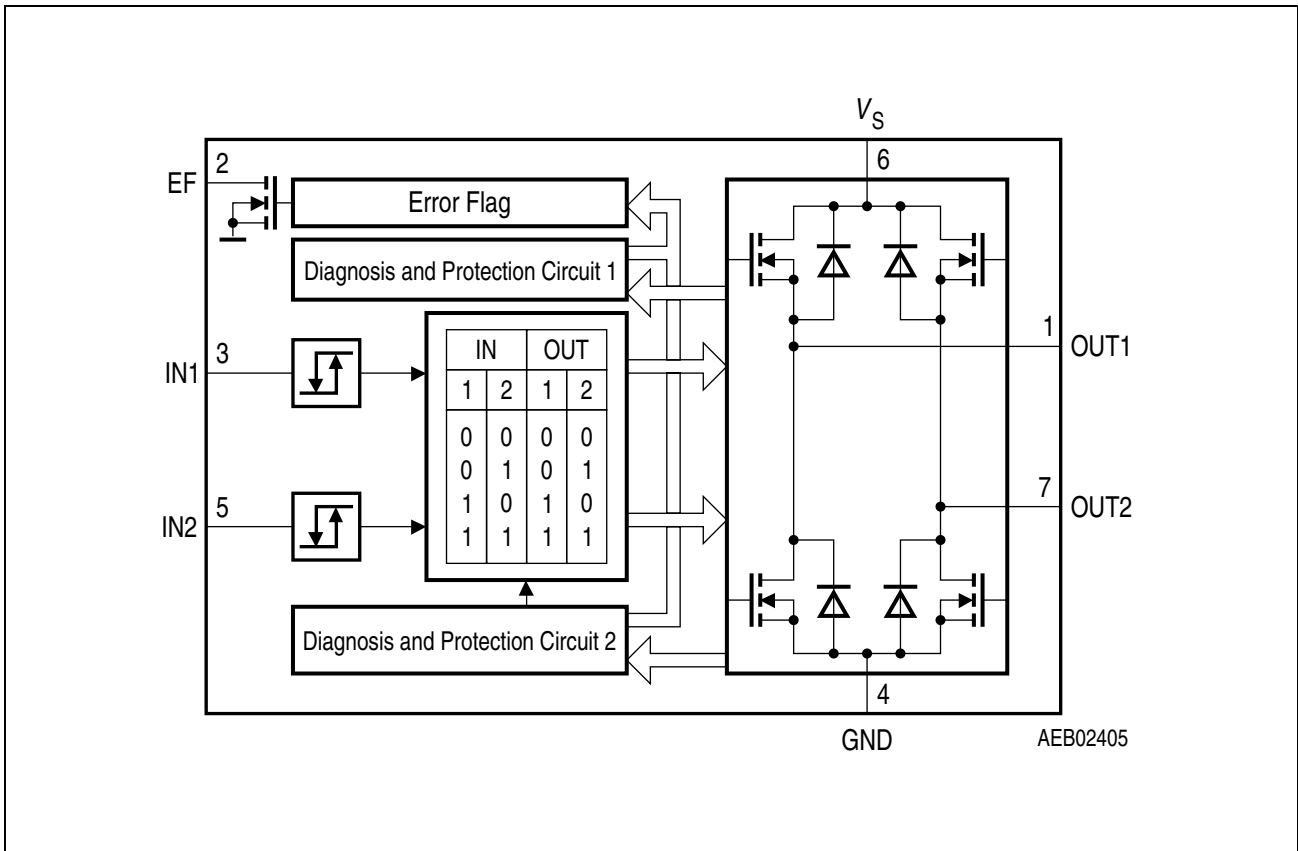 V S
6
2
EF
Error Flag
Diagnosis and Protection Circuit 1
1
OUT1
3
IN1
IN OUT
1 2 1 2
0 0 0 0
0 1 0 1
1 0 1 0
1 1 1 1
5
IN2
7
OUT2
Diagnosis and Protection Circuit 2
4
GND
AEB02405